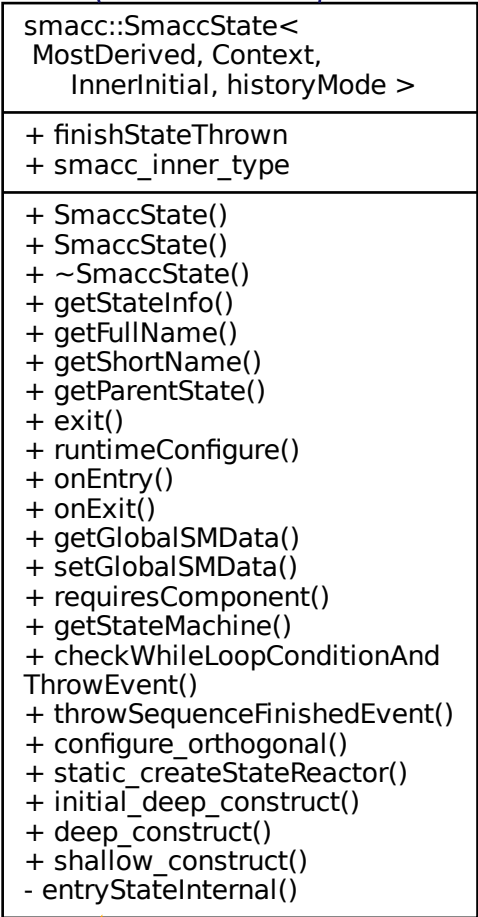 smacc::SmaccState<
MostDerived, Context,
InnerInitial, historyMode >
+ finishStateThrown
+ smacc_inner_type
+ SmaccState()
+ SmaccState()
+ ~SmaccState()
+ getStateInfo()
+ getFullName()
+ getShortName()
+ getParentState()
+ exit()
+ runtimeConfigure()
+ onEntry()
+ onExit()
+ getGlobalSMData()
+ setGlobalSMData()
+ requiresComponent()
+ getStateMachine()
+ checkWhileLoopConditionAnd
ThrowEvent()
+ throwSequenceFinishedEvent()
+ configure_orthogonal()
+ static_createStateReactor()
+ initial_deep_construct()
+ deep_construct()
+ shallow_construct()
- entryStateInternal()